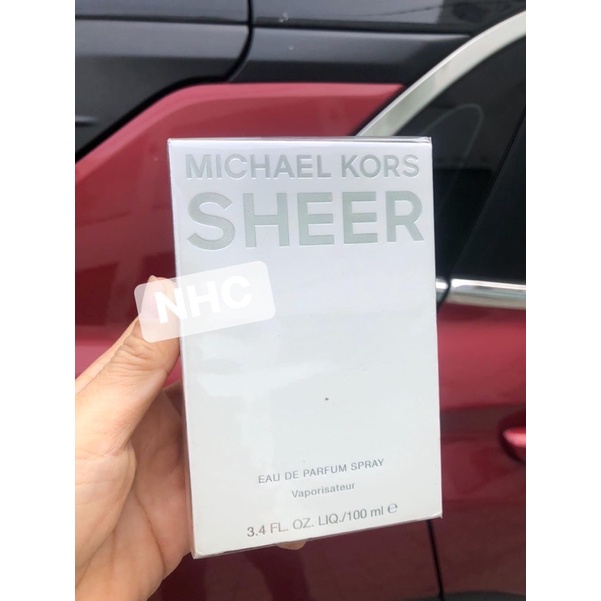 MICHAEL KORS
SHEER
NHC
EAU DE PARFUM SPRAY
Vaporisateur
3.4 FL. OZ. LIQ./100 ml ℮